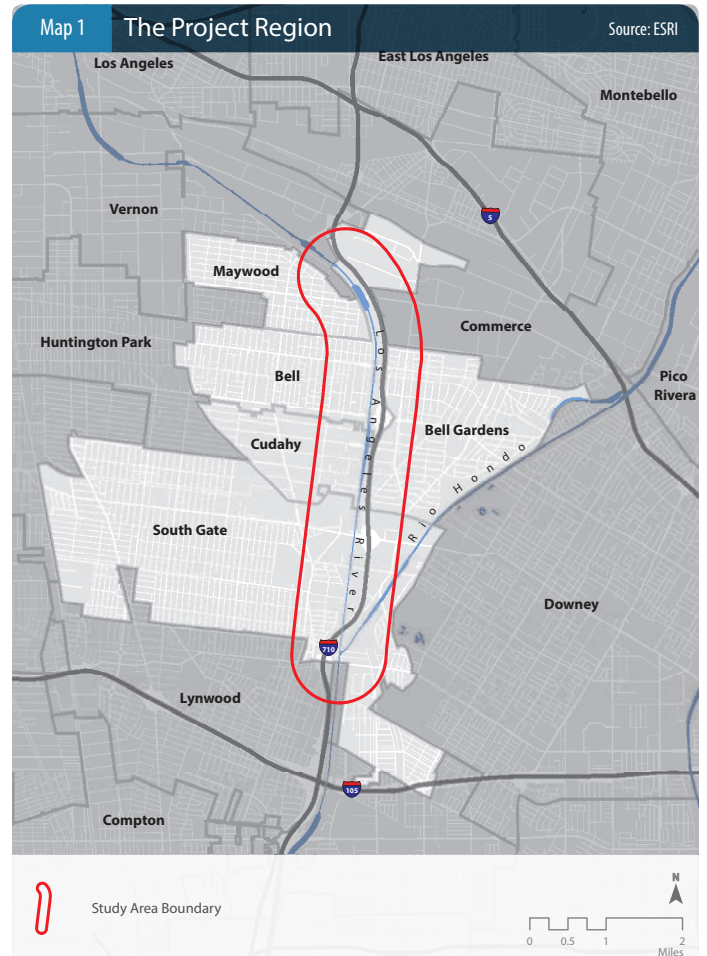 Map 1
The Project Region
Source: ESRI
Los Angeles
East Los Angeles
Montebello
5
Vernon
Maywood
Commerce
Huntington Park
Pico
Rivera
Bell
Bell Gardens
Cudahy
Los Angeles River
Rio Hondo
South Gate
Downey
710
Lynwood
105
Compton
Study Area Boundary
N
0 0.5 1 2
Miles